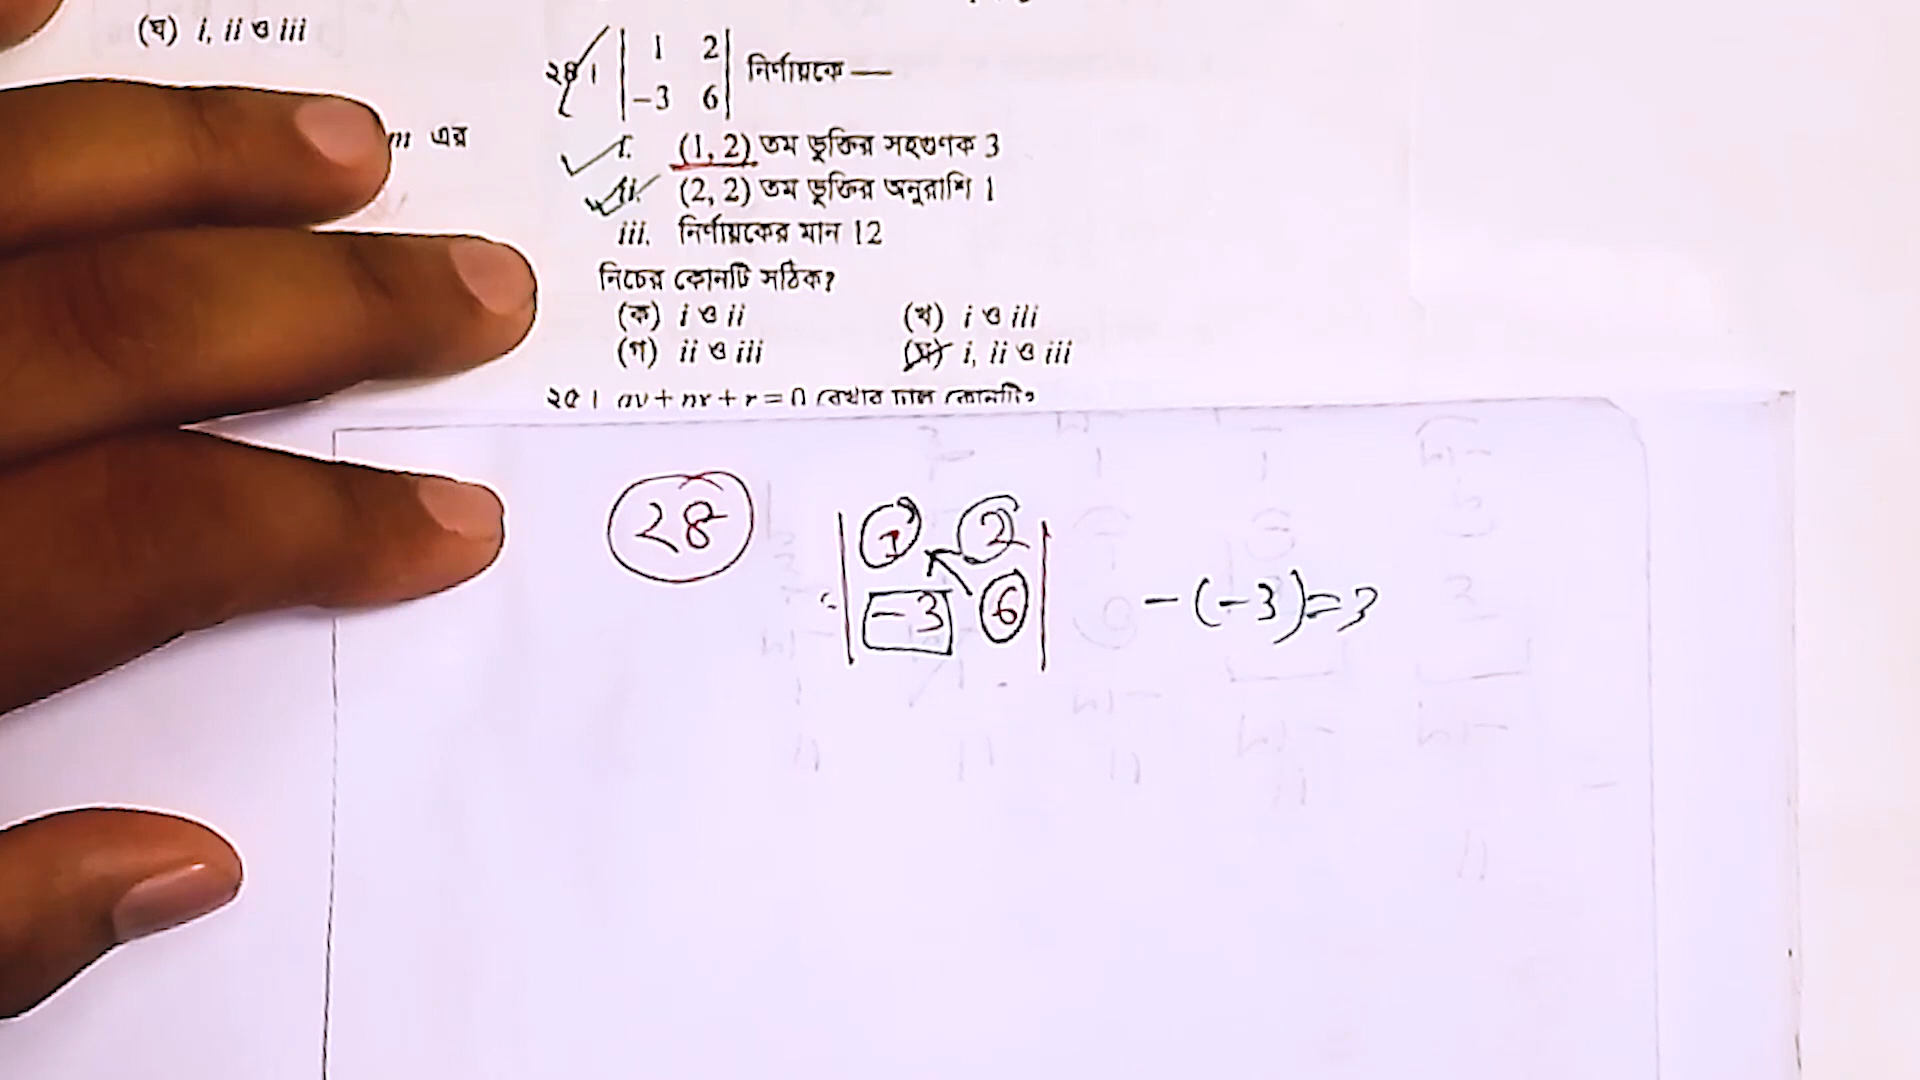 (ঘ) i, ii ও iii
২৪। | 1 2 | নির্ণায়কে —
| −3 6 |
m এর
i. (1, 2) তম ভুক্তির সহগুণক 3
ii. (2, 2) তম ভুক্তির অনুরাশি 1
iii. নির্ণায়কের মান 12
নিচের কোনটি সঠিক?
(ক) i ও ii (খ) i ও iii
(গ) ii ও iii (ঘ) i, ii ও iii
২৫।
২৪ | 1 2 |
| −3 6 | −(−3)=3